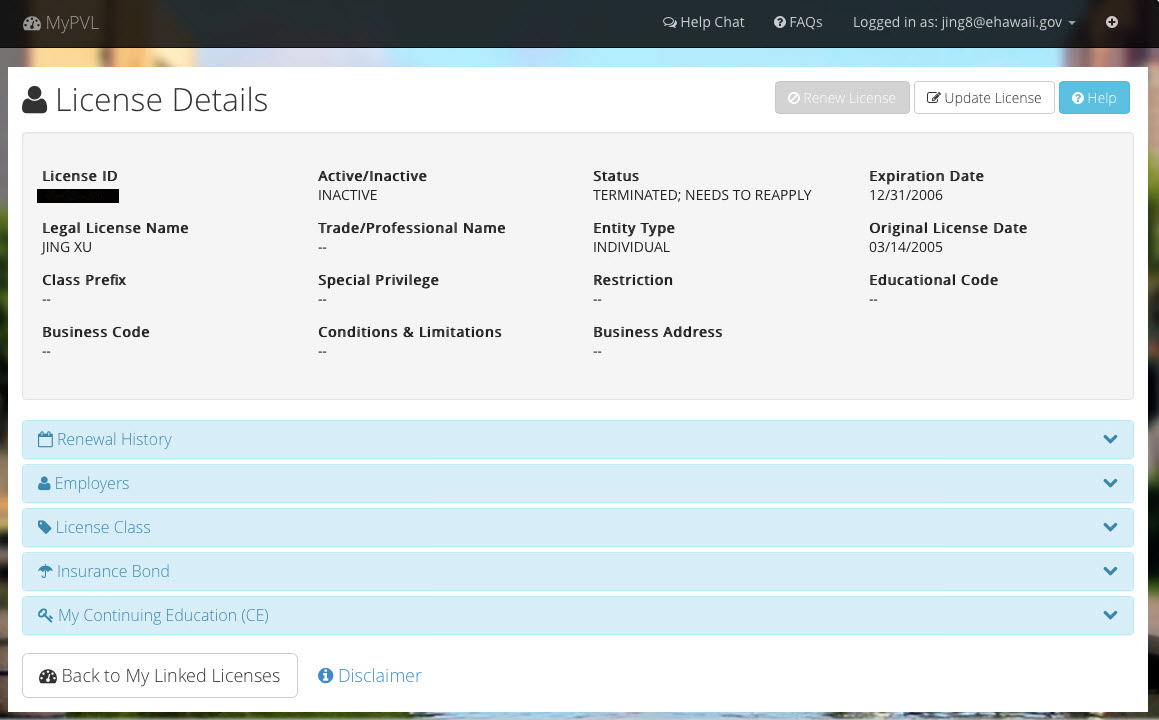 MyPVL Help Chat FAQs Logged in as: jing8@ehawaii.gov
License Details Renew License Update License Help
License ID Active/Inactive Status Expiration Date
INACTIVE TERMINATED; NEEDS TO REAPPLY 12/31/2006
Legal License Name Trade/Professional Name Entity Type Original License Date
JING XU -- INDIVIDUAL 03/14/2005
Class Prefix Special Privilege Restriction Educational Code
-- -- -- --
Business Code Conditions & Limitations Business Address
-- -- --
Renewal History
Employers
License Class
Insurance Bond
My Continuing Education (CE)
Back to My Linked Licenses Disclaimer